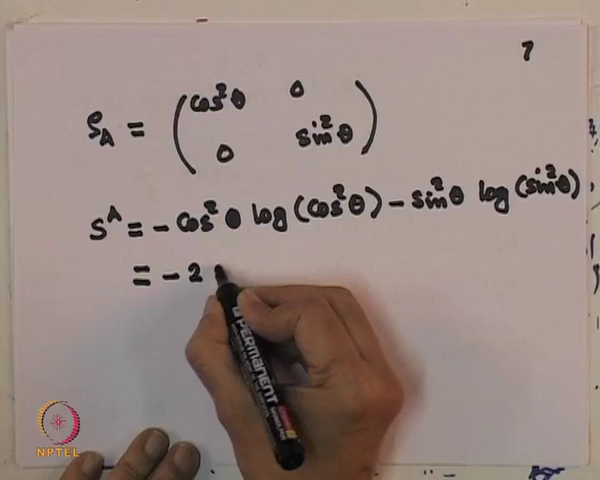 7
ρ_A = ( cos²θ 0
0 sin²θ )
S^A = - cos²θ log (cos²θ) - sin²θ log (sin²θ)
= - 2
PERMANENT
NPTEL